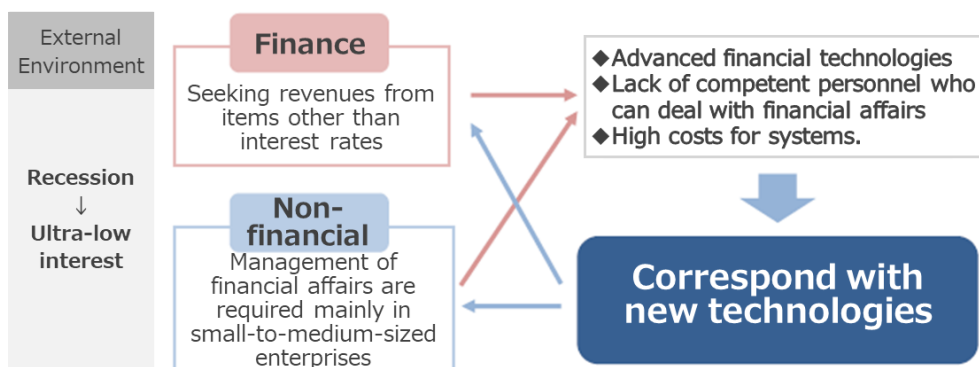 External
Environment
Recession
↓
Ultra-low
interest
Finance
Seeking revenues from
items other than
interest rates
Non-
financial
Management of
financial affairs are
required mainly in
small-to-medium-sized
enterprises
◆Advanced financial technologies
◆Lack of competent personnel who
can deal with financial affairs
◆High costs for systems.
Correspond with
new technologies